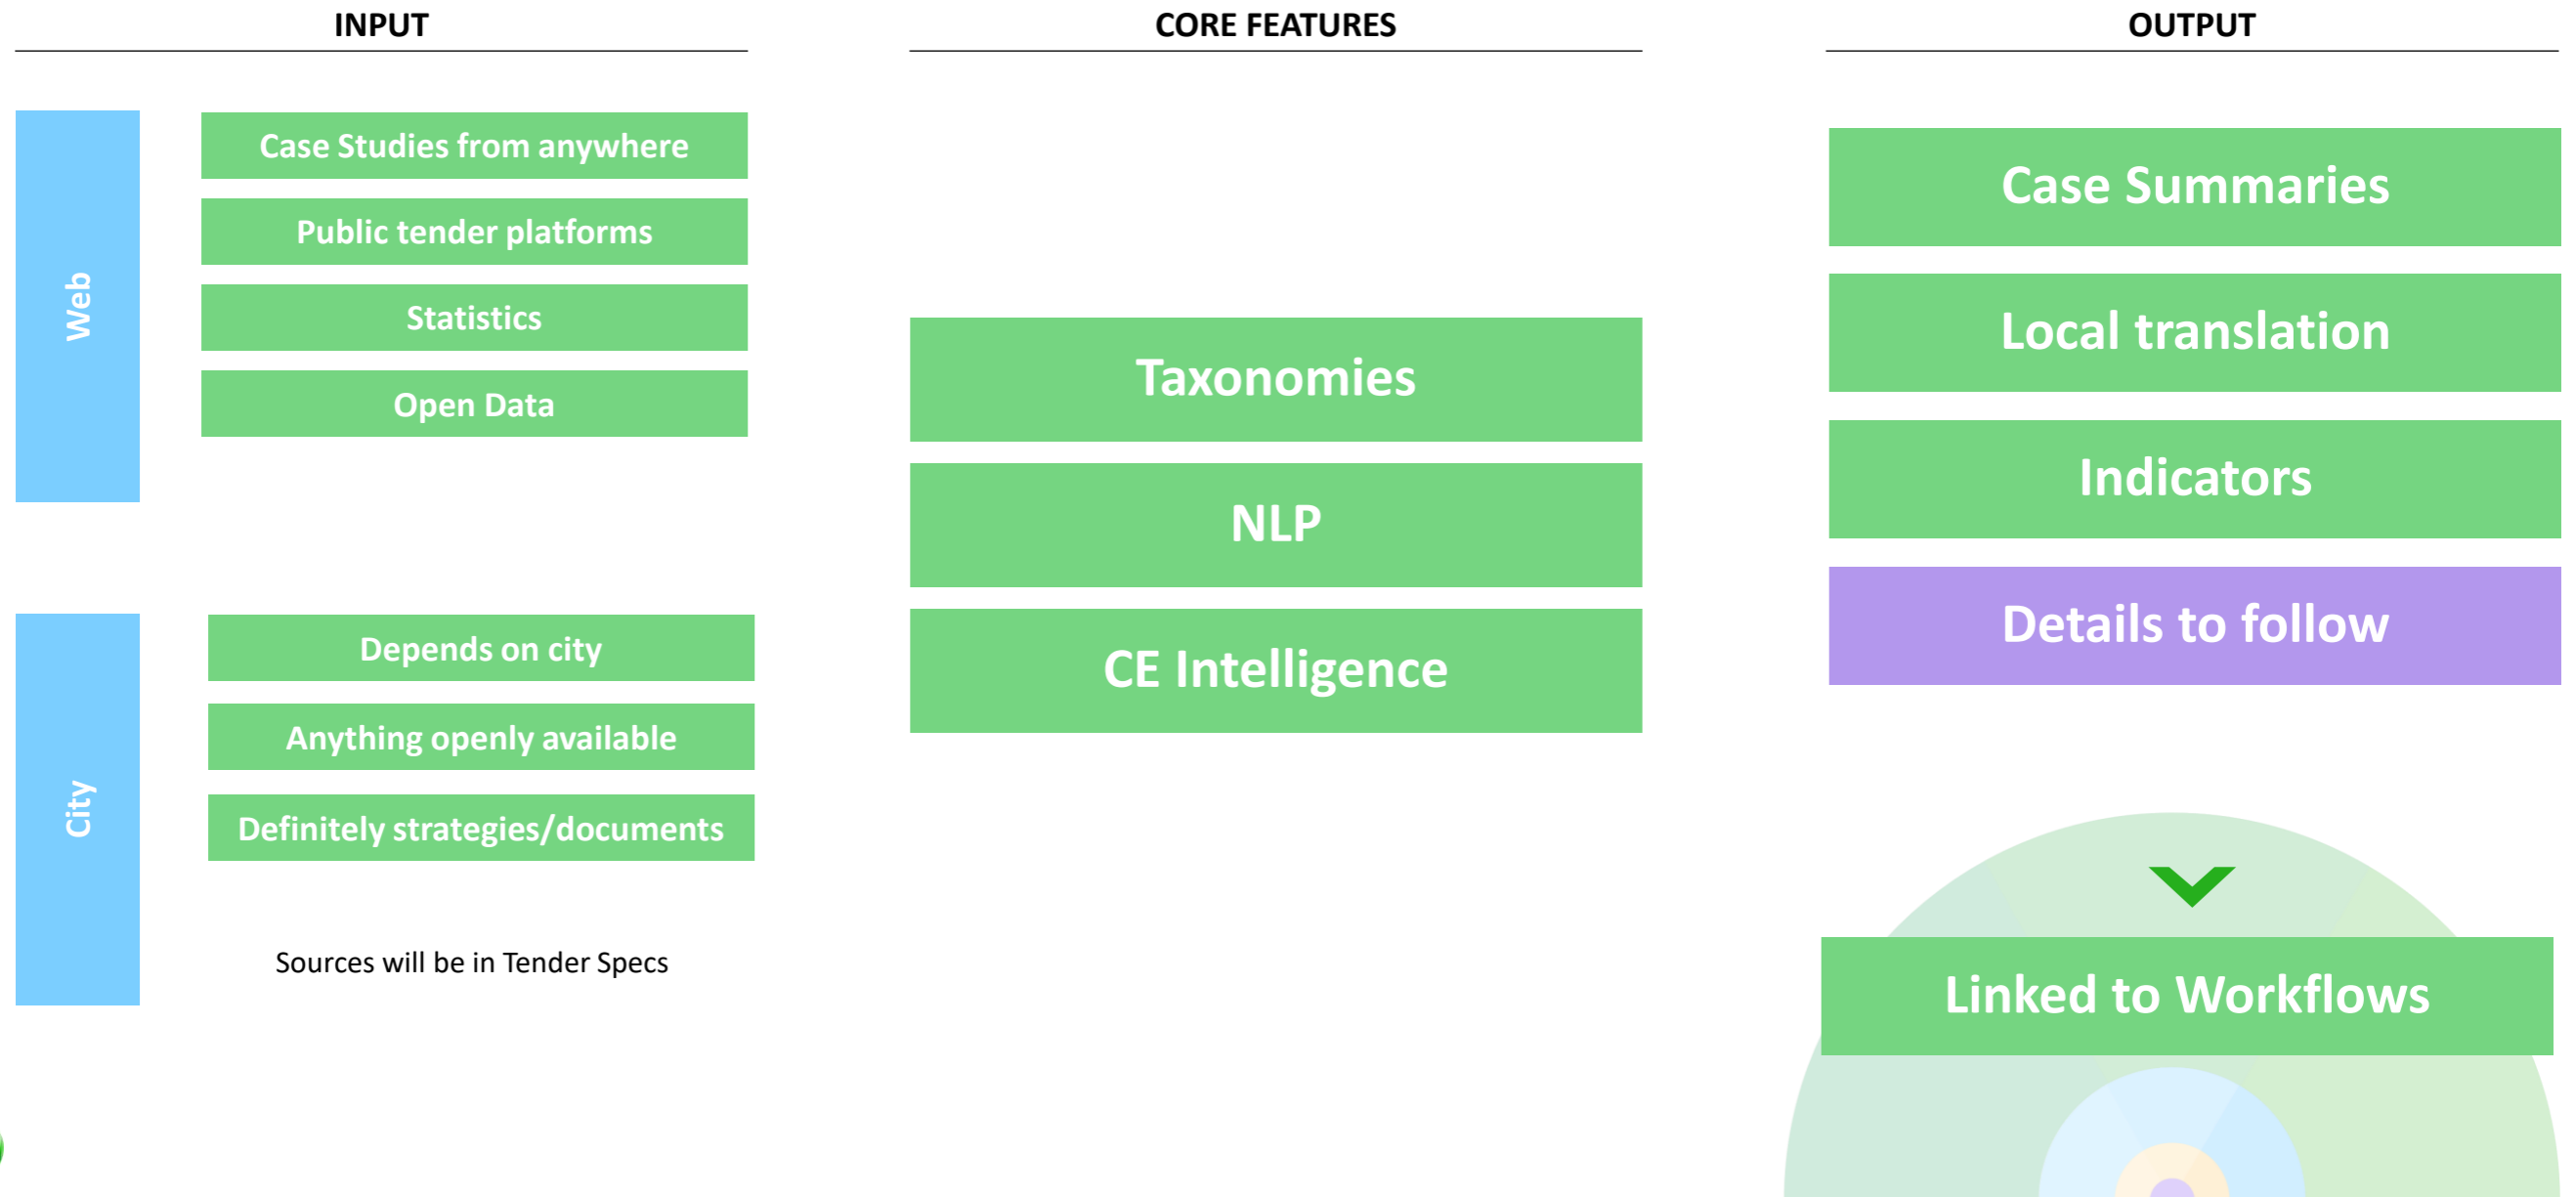 INPUT
Web
Case Studies from anywhere
Public tender platforms
Statistics
Open Data
City
Depends on city
Anything openly available
Definitely strategies/documents
Sources will be in Tender Specs
CORE FEATURES
Taxonomies
NLP
CE Intelligence
OUTPUT
Case Summaries
Local translation
Indicators
Details to follow
Linked to Workflows